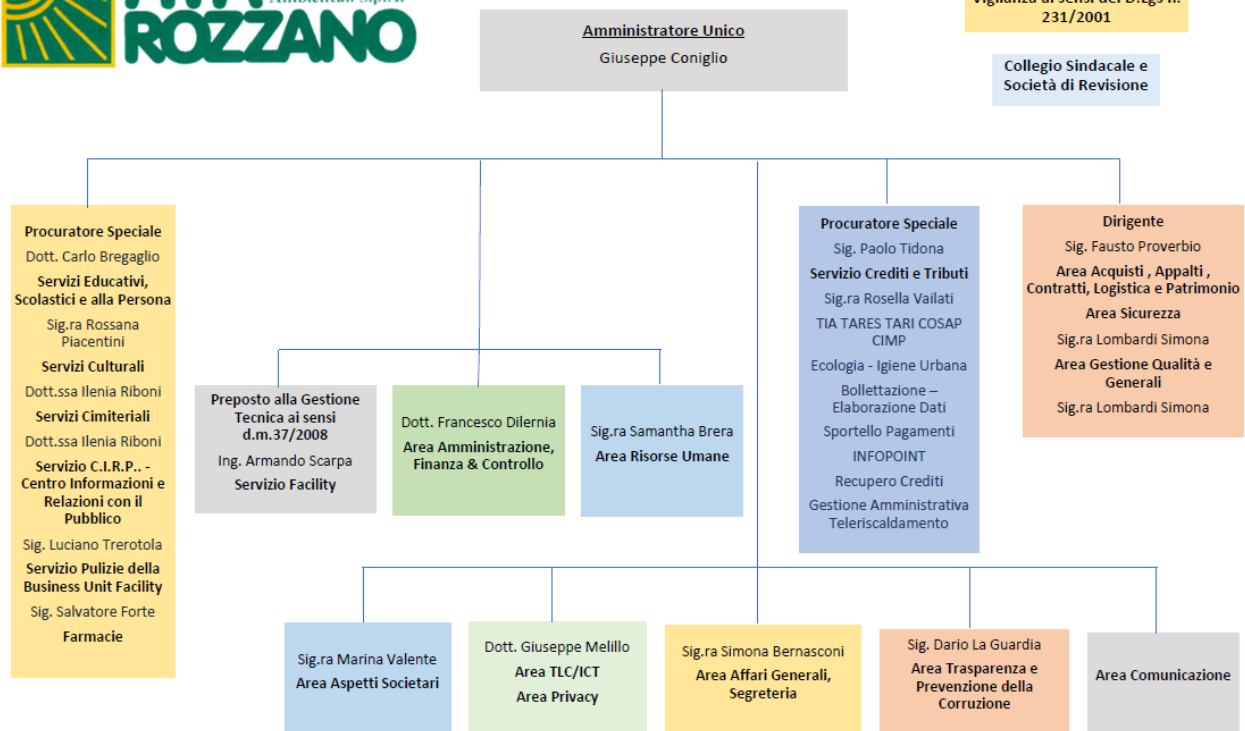 Ambientali S.p.A.
ROZZANO
Amministratore Unico
Giuseppe Coniglio
Vigilanza ai sensi del D.Lgs n.
231/2001
Collegio Sindacale e
Società di Revisione
Procuratore Speciale
Dott. Carlo Bregaglio
Servizi Educativi,
Scolastici e alla Persona
Sig.ra Rossana
Piacentini
Servizi Culturali
Dott.ssa Ilenia Riboni
Servizi Cimiteriali
Dott.ssa Ilenia Riboni
Servizio C.I.R.P.. -
Centro Informazioni e
Relazioni con il
Pubblico
Sig. Luciano Trerotola
Servizio Pulizie della
Business Unit Facility
Sig. Salvatore Forte
Farmacie
Preposto alla Gestione
Tecnica ai sensi
d.m.37/2008
Ing. Armando Scarpa
Servizio Facility
Dott. Francesco Dilernia
Area Amministrazione,
Finanza & Controllo
Sig.ra Samantha Brera
Area Risorse Umane
Procuratore Speciale
Sig. Paolo Tidona
Servizio Crediti e Tributi
Sig.ra Rosella Vailati
TIA TARES TARI COSAP
CIMP
Ecologia - Igiene Urbana
Bollettazione –
Elaborazione Dati
Sportello Pagamenti
INFOPOINT
Recupero Crediti
Gestione Amministrativa
Teleriscaldamento
Dirigente
Sig. Fausto Proverbio
Area Acquisti , Appalti ,
Contratti, Logistica e Patrimonio
Area Sicurezza
Sig.ra Lombardi Simona
Area Gestione Qualità e
Generali
Sig.ra Lombardi Simona
Sig.ra Marina Valente
Area Aspetti Societari
Dott. Giuseppe Melillo
Area TLC/ICT
Area Privacy
Sig.ra Simona Bernasconi
Area Affari Generali,
Segreteria
Sig. Dario La Guardia
Area Trasparenza e
Prevenzione della
Corruzione
Area Comunicazione